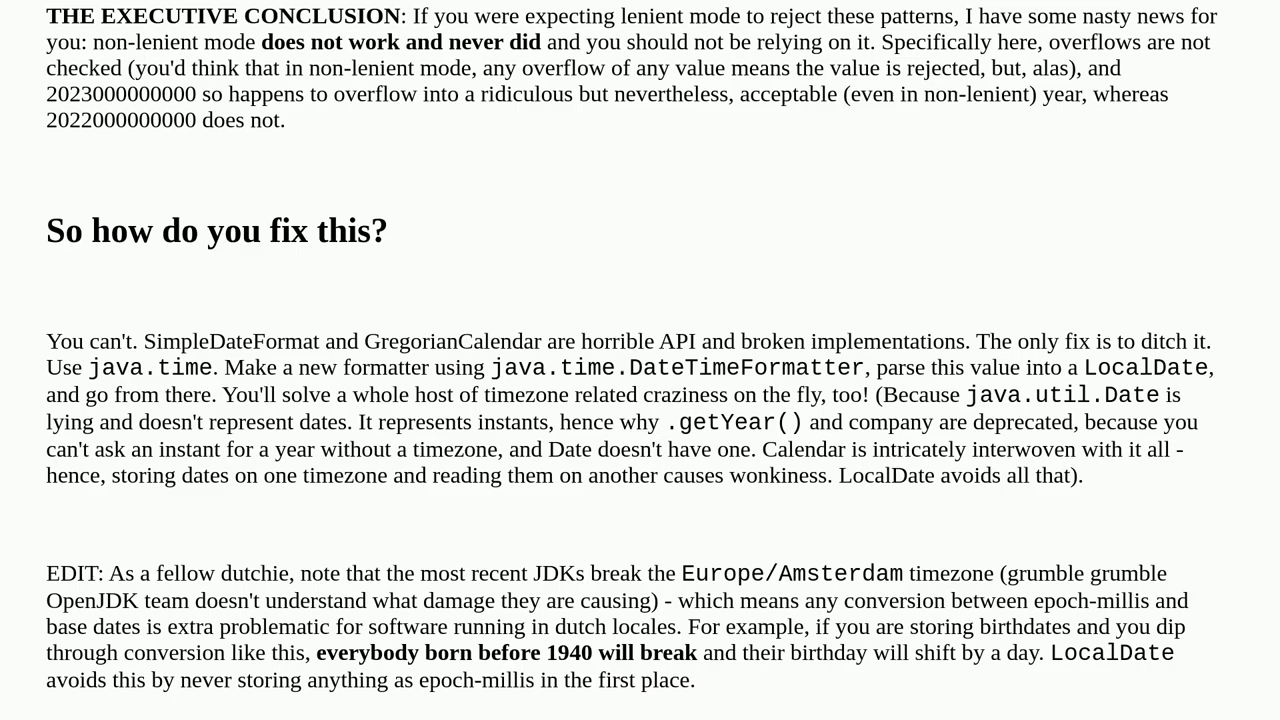 THE EXECUTIVE CONCLUSION: If you were expecting lenient mode to reject these patterns, I have some nasty news for
you: non-lenient mode does not work and never did and you should not be relying on it. Specifically here, overflows are not
checked (you'd think that in non-lenient mode, any overflow of any value means the value is rejected, but, alas), and
2023000000000 so happens to overflow into a ridiculous but nevertheless, acceptable (even in non-lenient) year, whereas
2022000000000 does not.
So how do you fix this?
You can't. SimpleDateFormat and GregorianCalendar are horrible API and broken implementations. The only fix is to ditch it.
Use java.time. Make a new formatter using java.time.DateTimeFormatter, parse this value into a LocalDate,
and go from there. You'll solve a whole host of timezone related craziness on the fly, too! (Because java.util.Date is
lying and doesn't represent dates. It represents instants, hence why .getYear() and company are deprecated, because you
can't ask an instant for a year without a timezone, and Date doesn't have one. Calendar is intricately interwoven with it all -
hence, storing dates on one timezone and reading them on another causes wonkiness. LocalDate avoids all that).
EDIT: As a fellow dutchie, note that the most recent JDKs break the Europe/Amsterdam timezone (grumble grumble
OpenJDK team doesn't understand what damage they are causing) - which means any conversion between epoch-millis and
base dates is extra problematic for software running in dutch locales. For example, if you are storing birthdates and you dip
through conversion like this, everybody born before 1940 will break and their birthday will shift by a day. LocalDate
avoids this by never storing anything as epoch-millis in the first place.